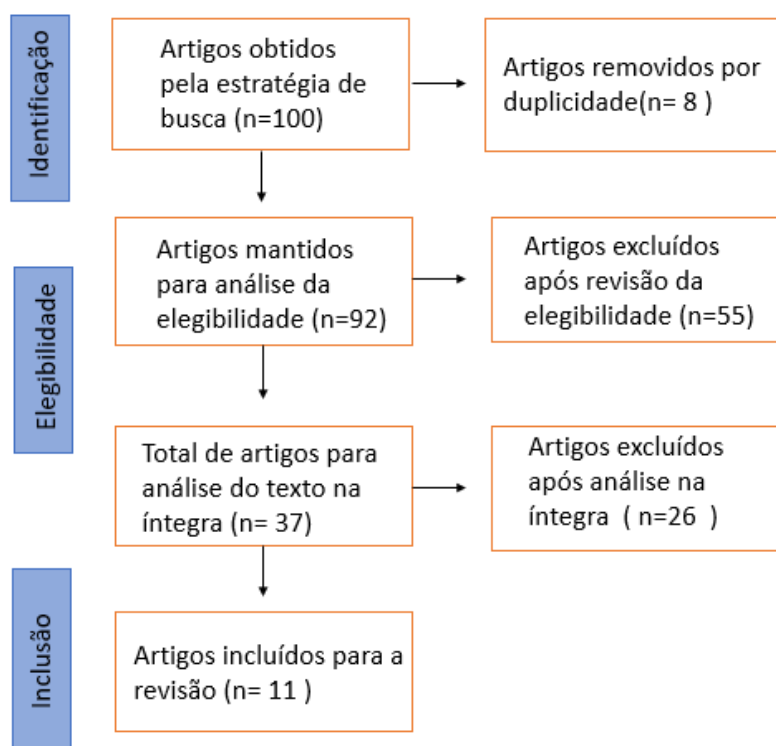 Identificação
Artigos obtidos
pela estratégia de
busca (n=100)
Artigos removidos por
duplicidade(n= 8 )
Elegibilidade
Artigos mantidos
para análise da
elegibilidade (n=92)
Artigos excluídos
após revisão da
elegibilidade (n=55)
Total de artigos para
análise do texto na
íntegra (n= 37)
Artigos excluídos
após análise na
íntegra ( n=26 )
Inclusão
Artigos incluídos para a
revisão (n= 11 )